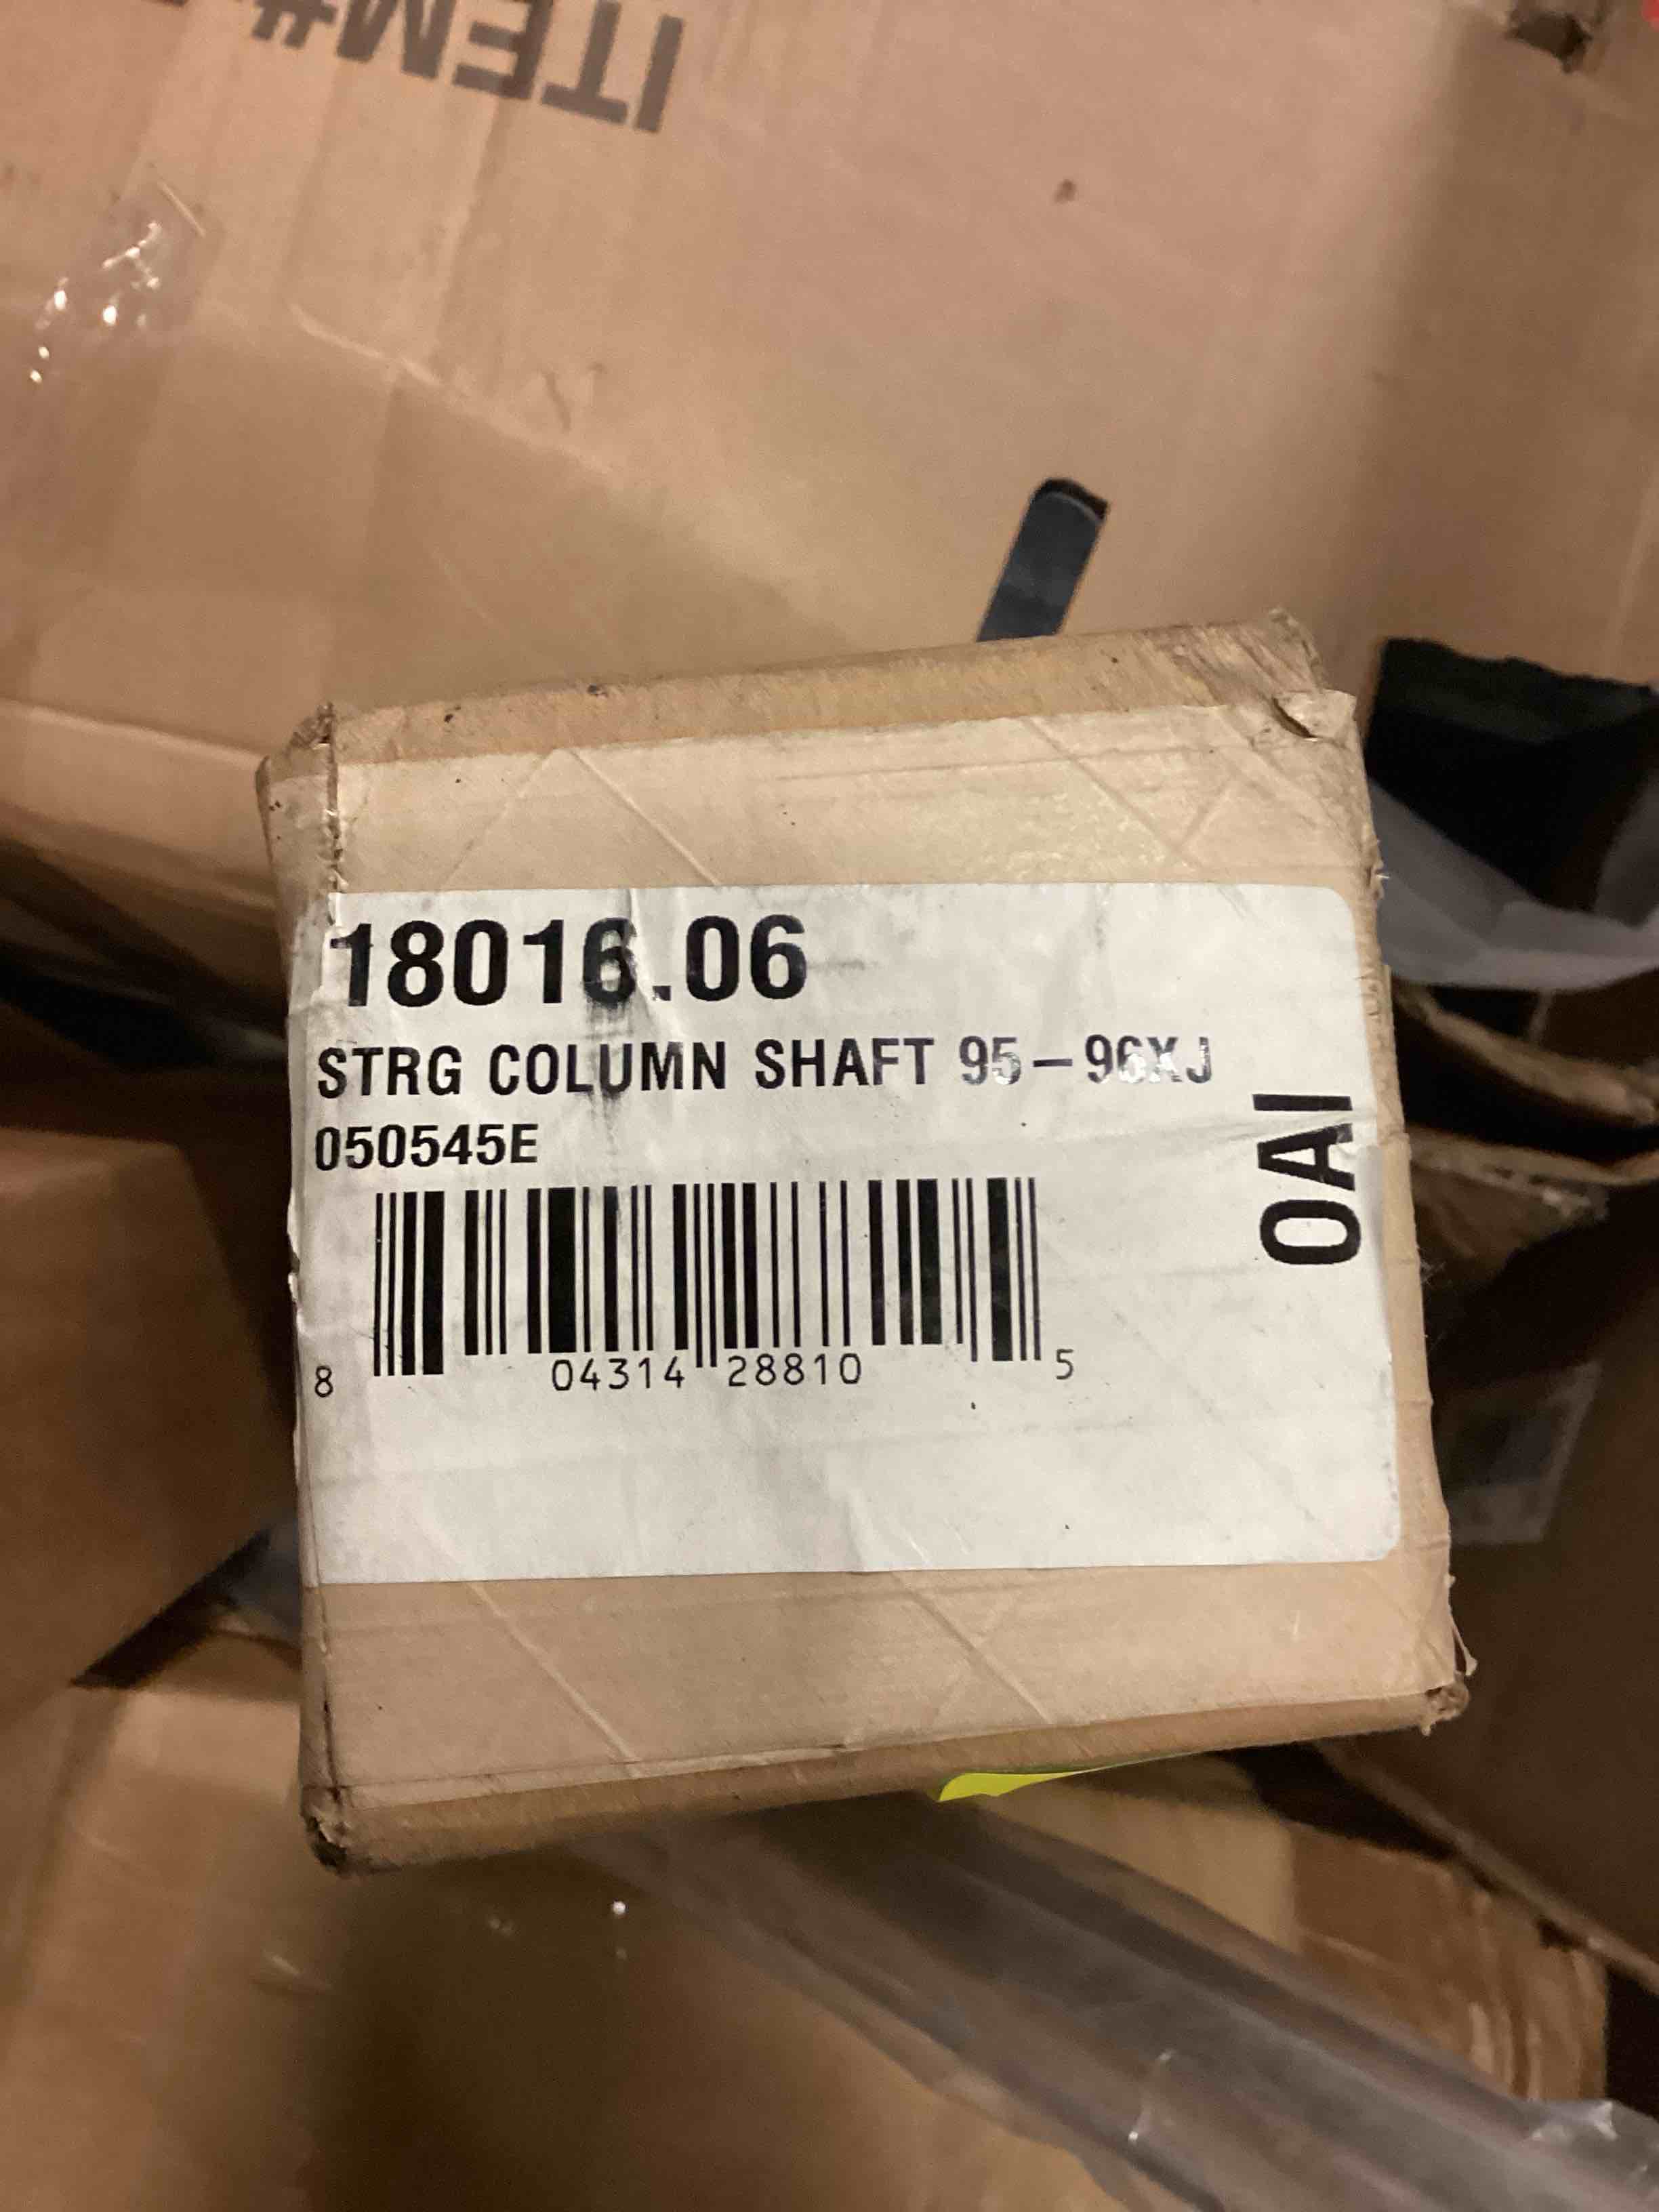 ITEM#
18016.06
STRG COLUMN SHAFT 95-96XJ
050545E
OAI
8 04314 28810 5